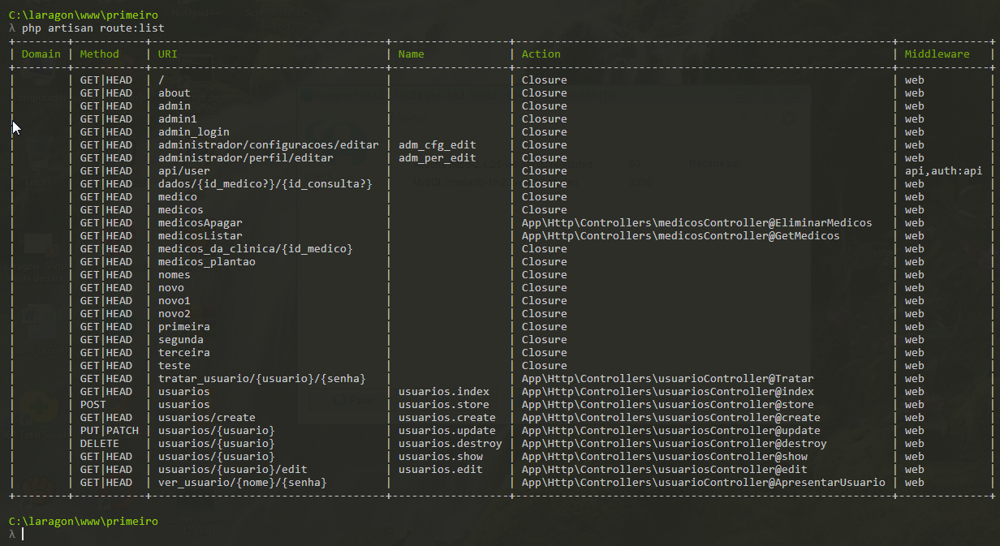 C:\laragon\www\primeiro
λ php artisan route:list
| Domain | Method | URI | Name | Action | Middleware |
| | GET|HEAD | / | | Closure | web |
| | GET|HEAD | about | | Closure | web |
| | GET|HEAD | admin | | Closure | web |
| | GET|HEAD | admin1 | | Closure | web |
| | GET|HEAD | admin_login | | Closure | web |
| | GET|HEAD | administrador/configuracoes/editar | adm_cfg_edit | Closure | web |
| | GET|HEAD | administrador/perfil/editar | adm_per_edit | Closure | web |
| | GET|HEAD | api/user | | Closure | api,auth:api |
| | GET|HEAD | dados/{id_medico?}/{id_consulta?} | | Closure | web |
| | GET|HEAD | medico | | Closure | web |
| | GET|HEAD | medicos | | Closure | web |
| | GET|HEAD | medicosApagar | | App\Http\Controllers\medicosController@EliminarMedicos | web |
| | GET|HEAD | medicosListar | | App\Http\Controllers\medicosController@GetMedicos | web |
| | GET|HEAD | medicos_da_clinica/{id_medico} | | Closure | web |
| | GET|HEAD | medicos_plantao | | Closure | web |
| | GET|HEAD | nomes | | Closure | web |
| | GET|HEAD | novo | | Closure | web |
| | GET|HEAD | novo1 | | Closure | web |
| | GET|HEAD | novo2 | | Closure | web |
| | GET|HEAD | primeira | | Closure | web |
| | GET|HEAD | segunda | | Closure | web |
| | GET|HEAD | terceira | | Closure | web |
| | GET|HEAD | teste | | Closure | web |
| | GET|HEAD | tratar_usuario/{usuario}/{senha} | | App\Http\Controllers\usuarioController@Tratar | web |
| | GET|HEAD | usuarios | usuarios.index | App\Http\Controllers\usuariosController@index | web |
| | POST | usuarios | usuarios.store | App\Http\Controllers\usuariosController@store | web |
| | GET|HEAD | usuarios/create | usuarios.create | App\Http\Controllers\usuariosController@create | web |
| | PUT|PATCH | usuarios/{usuario} | usuarios.update | App\Http\Controllers\usuariosController@update | web |
| | DELETE | usuarios/{usuario} | usuarios.destroy | App\Http\Controllers\usuariosController@destroy | web |
| | GET|HEAD | usuarios/{usuario} | usuarios.show | App\Http\Controllers\usuariosController@show | web |
| | GET|HEAD | usuarios/{usuario}/edit | usuarios.edit | App\Http\Controllers\usuariosController@edit | web |
| | GET|HEAD | ver_usuario/{nome}/{senha} | | App\Http\Controllers\usuarioController@ApresentarUsuario | web |
C:\laragon\www\primeiro
λ